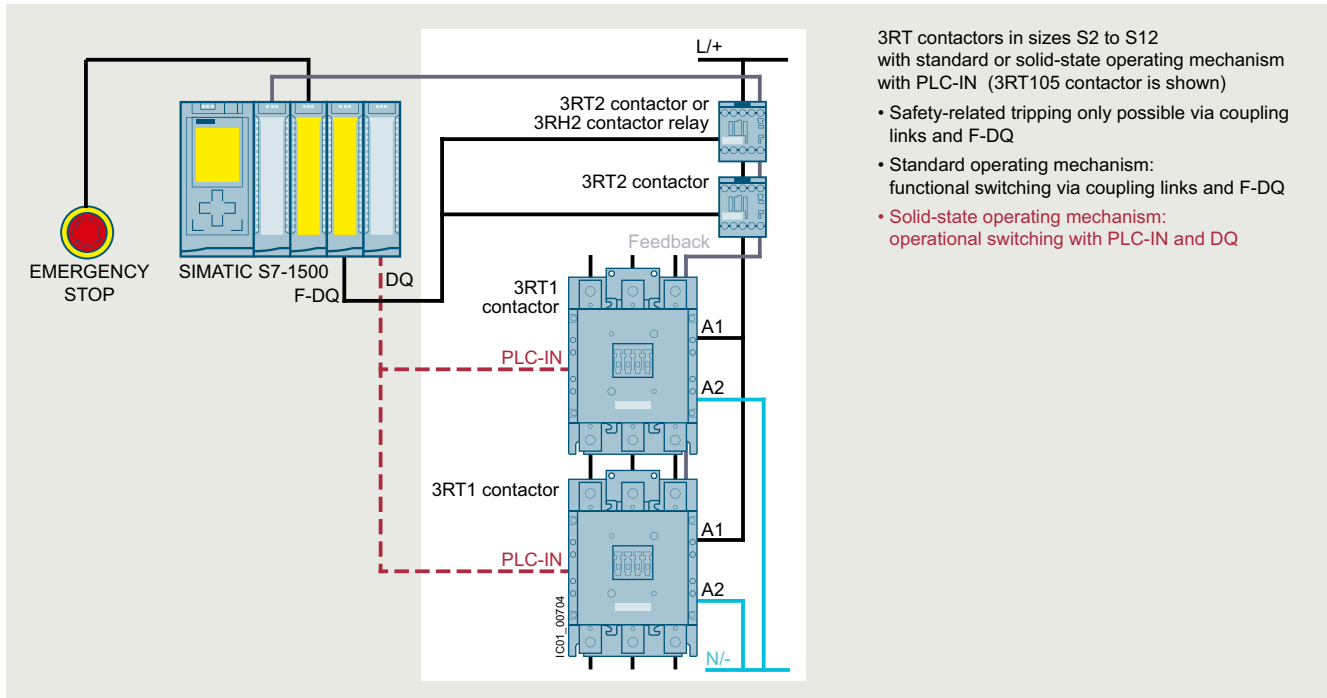 L/+
3RT2 contactor or
3RH2 contactor relay
3RT2 contactor
Feedback
EMERGENCY
STOP
SIMATIC S7-1500
F-DQ
DQ
3RT1
contactor
A1
PLC-IN
A2
3RT1 contactor
A1
PLC-IN
A2
IC01_00704
N/-
3RT contactors in sizes S2 to S12
with standard or solid-state operating mechanism
with PLC-IN (3RT105 contactor is shown)
• Safety-related tripping only possible via coupling
links and F-DQ
• Standard operating mechanism:
functional switching via coupling links and F-DQ
• Solid-state operating mechanism:
operational switching with PLC-IN and DQ